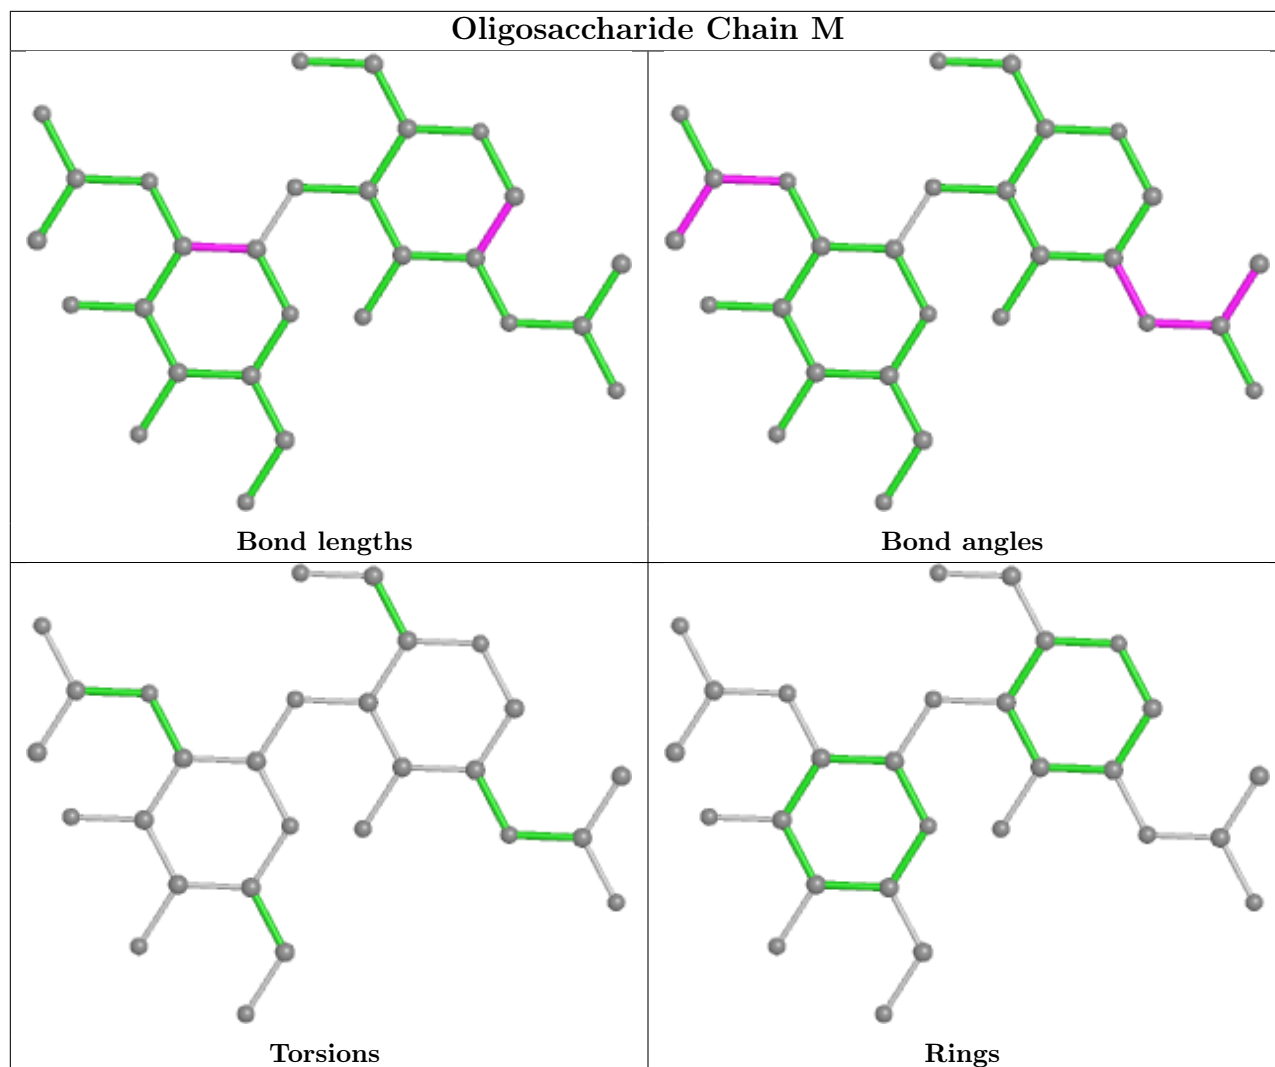 Oligosaccharide Chain M
Bond lengths
Bond angles
Torsions
Rings